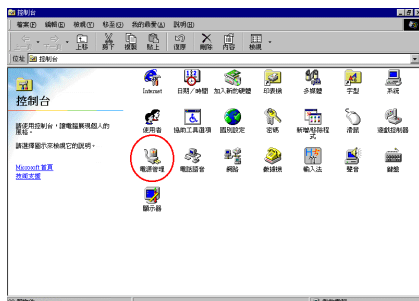 控制台
檔案(F) 編輯(E) 檢視(V) 移至(G) 我的最愛(A) 說明(H)
上移 剪下 複製 貼上 復原 刪除 內容 檢視
位址 控制台
控制台
請使用控制台，讓電腦展現個人的風格。
請選擇圖示來檢視它的說明。
Microsoft 首頁
技術支援
Internet 日期/時間 加入新的硬體 印表機 多媒體 字型 系統
使用者 協助工具選項 國別設定 密碼 新增/移除程式 滑鼠 遊戲控制器
電源管理 電話語音 網路 數據機 輸入法 聲音 鍵盤
顯示器